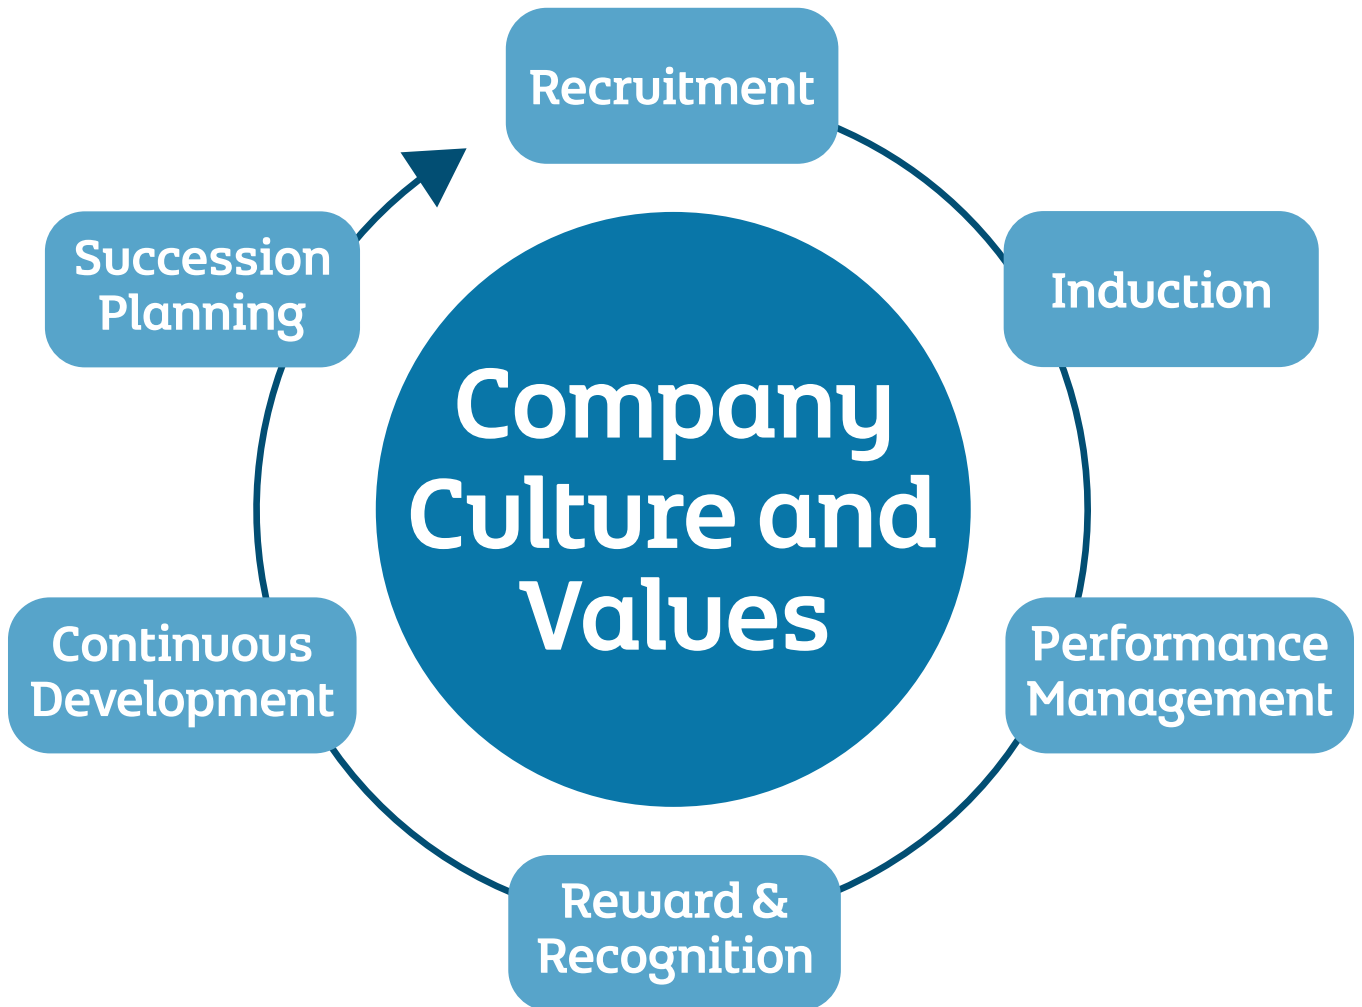 Recruitment
Induction
Performance
Management
Reward &
Recognition
Continuous
Development
Succession
Planning
Company
Culture and
Values